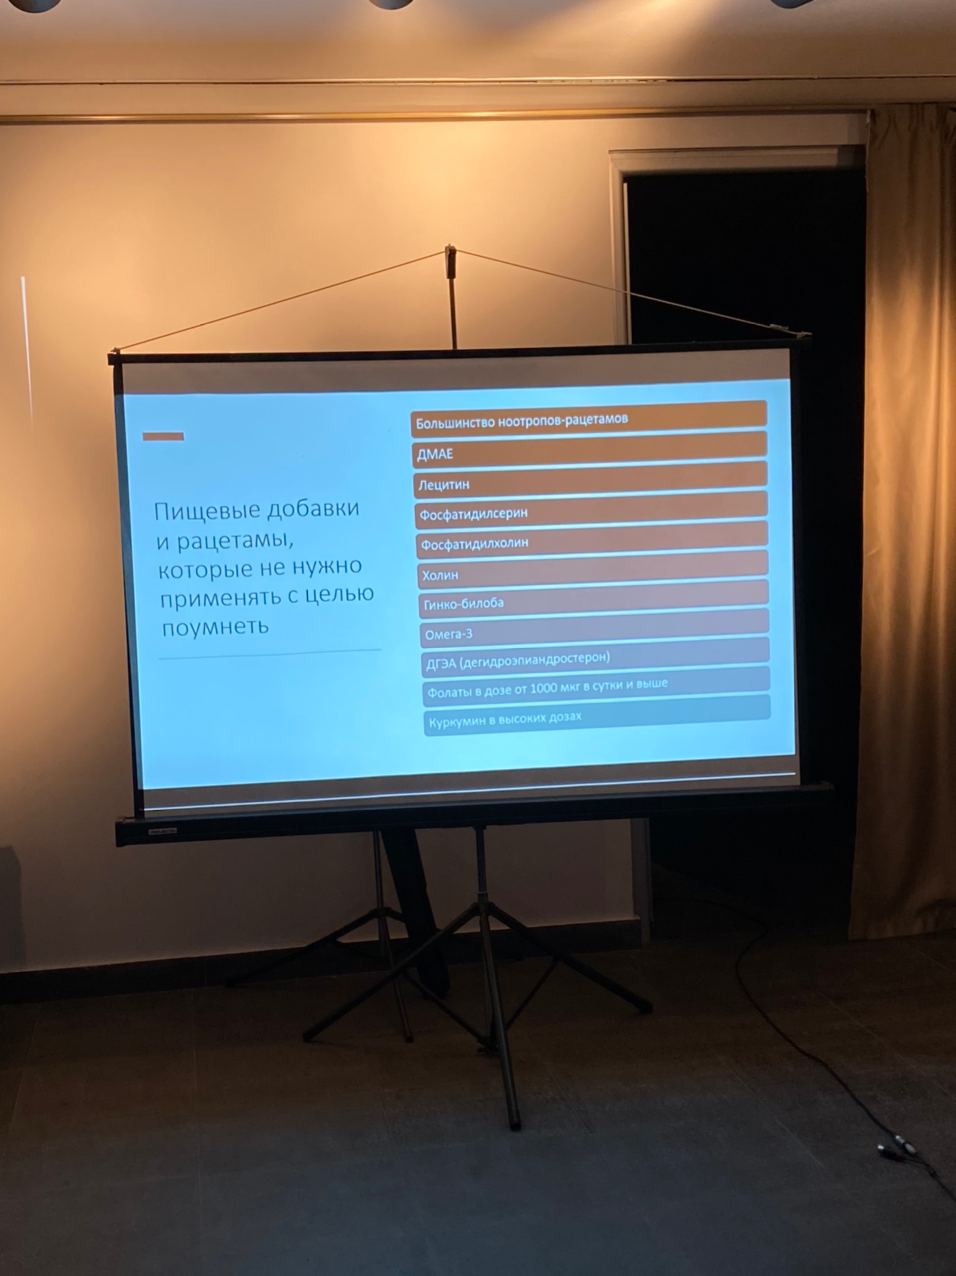 Пищевые добавки
и рацетамы,
которые не нужно
применять с целью
поумнеть
Большинство ноотропов-рацетамов
ДМАЕ
Лецитин
Фосфатидилсерин
Фосфатидилхолин
Холин
Гинко-билоба
Омега-3
ДГЭА (дегидроэпиандростерон)
Фолаты в дозе от 1000 мкг в сутки и выше
Куркумин в высоких дозах